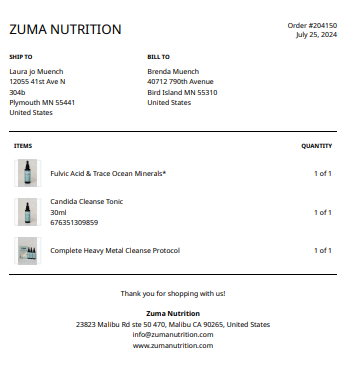 ZUMA NUTRITION
Order #204150
July 25, 2024
SHIP TO
Laura jo Muench
12055 41st Ave N
304b
Plymouth MN 55441
United States
BILL TO
Brenda Muench
40712 790th Avenue
Bird Island MN 55310
United States
ITEMS QUANTITY
Fulvic Acid & Trace Ocean Minerals* 1 of 1
Candida Cleanse Tonic
30ml 1 of 1
676351309859
Complete Heavy Metal Cleanse Protocol 1 of 1
Thank you for shopping with us!
Zuma Nutrition
23823 Malibu Rd ste 50 470, Malibu CA 90265, United States
info@zumanutrition.com
www.zumanutrition.com